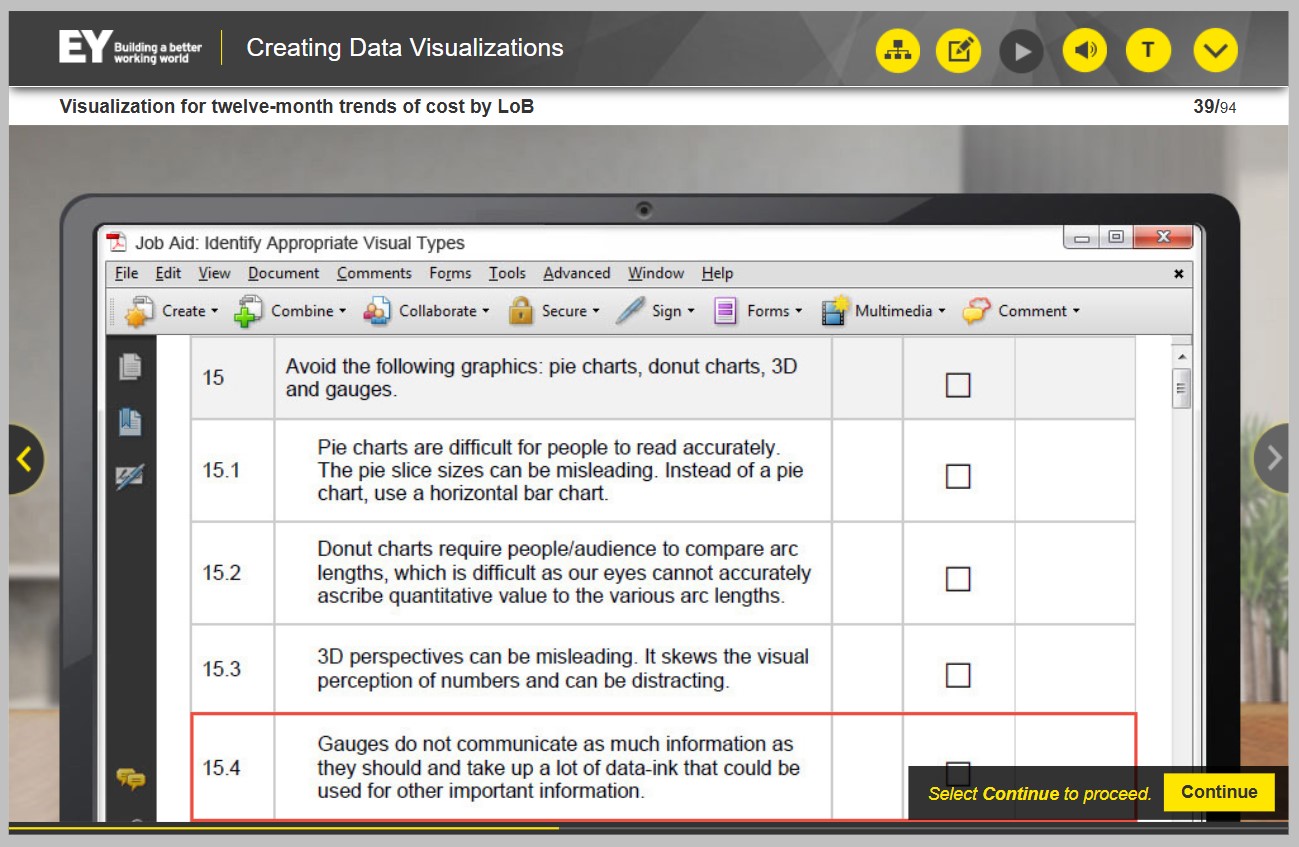 EY Building a better
working world
Creating Data Visualizations
T
Visualization for twelve-month trends of cost by LoB
39/94
Job Aid: Identify Appropriate Visual Types
File Edit View Document Comments Forms Tools Advanced Window Help
Create Combine Collaborate Secure Sign Forms Multimedia Comment
15
Avoid the following graphics: pie charts, donut charts, 3D
and gauges.
15.1
Pie charts are difficult for people to read accurately.
The pie slice sizes can be misleading. Instead of a pie
chart, use a horizontal bar chart.
15.2
Donut charts require people/audience to compare arc
lengths, which is difficult as our eyes cannot accurately
ascribe quantitative value to the various arc lengths.
15.3
3D perspectives can be misleading. It skews the visual
perception of numbers and can be distracting.
15.4
Gauges do not communicate as much information as
they should and take up a lot of data-ink that could be
used for other important information.
Select Continue to proceed.
Continue